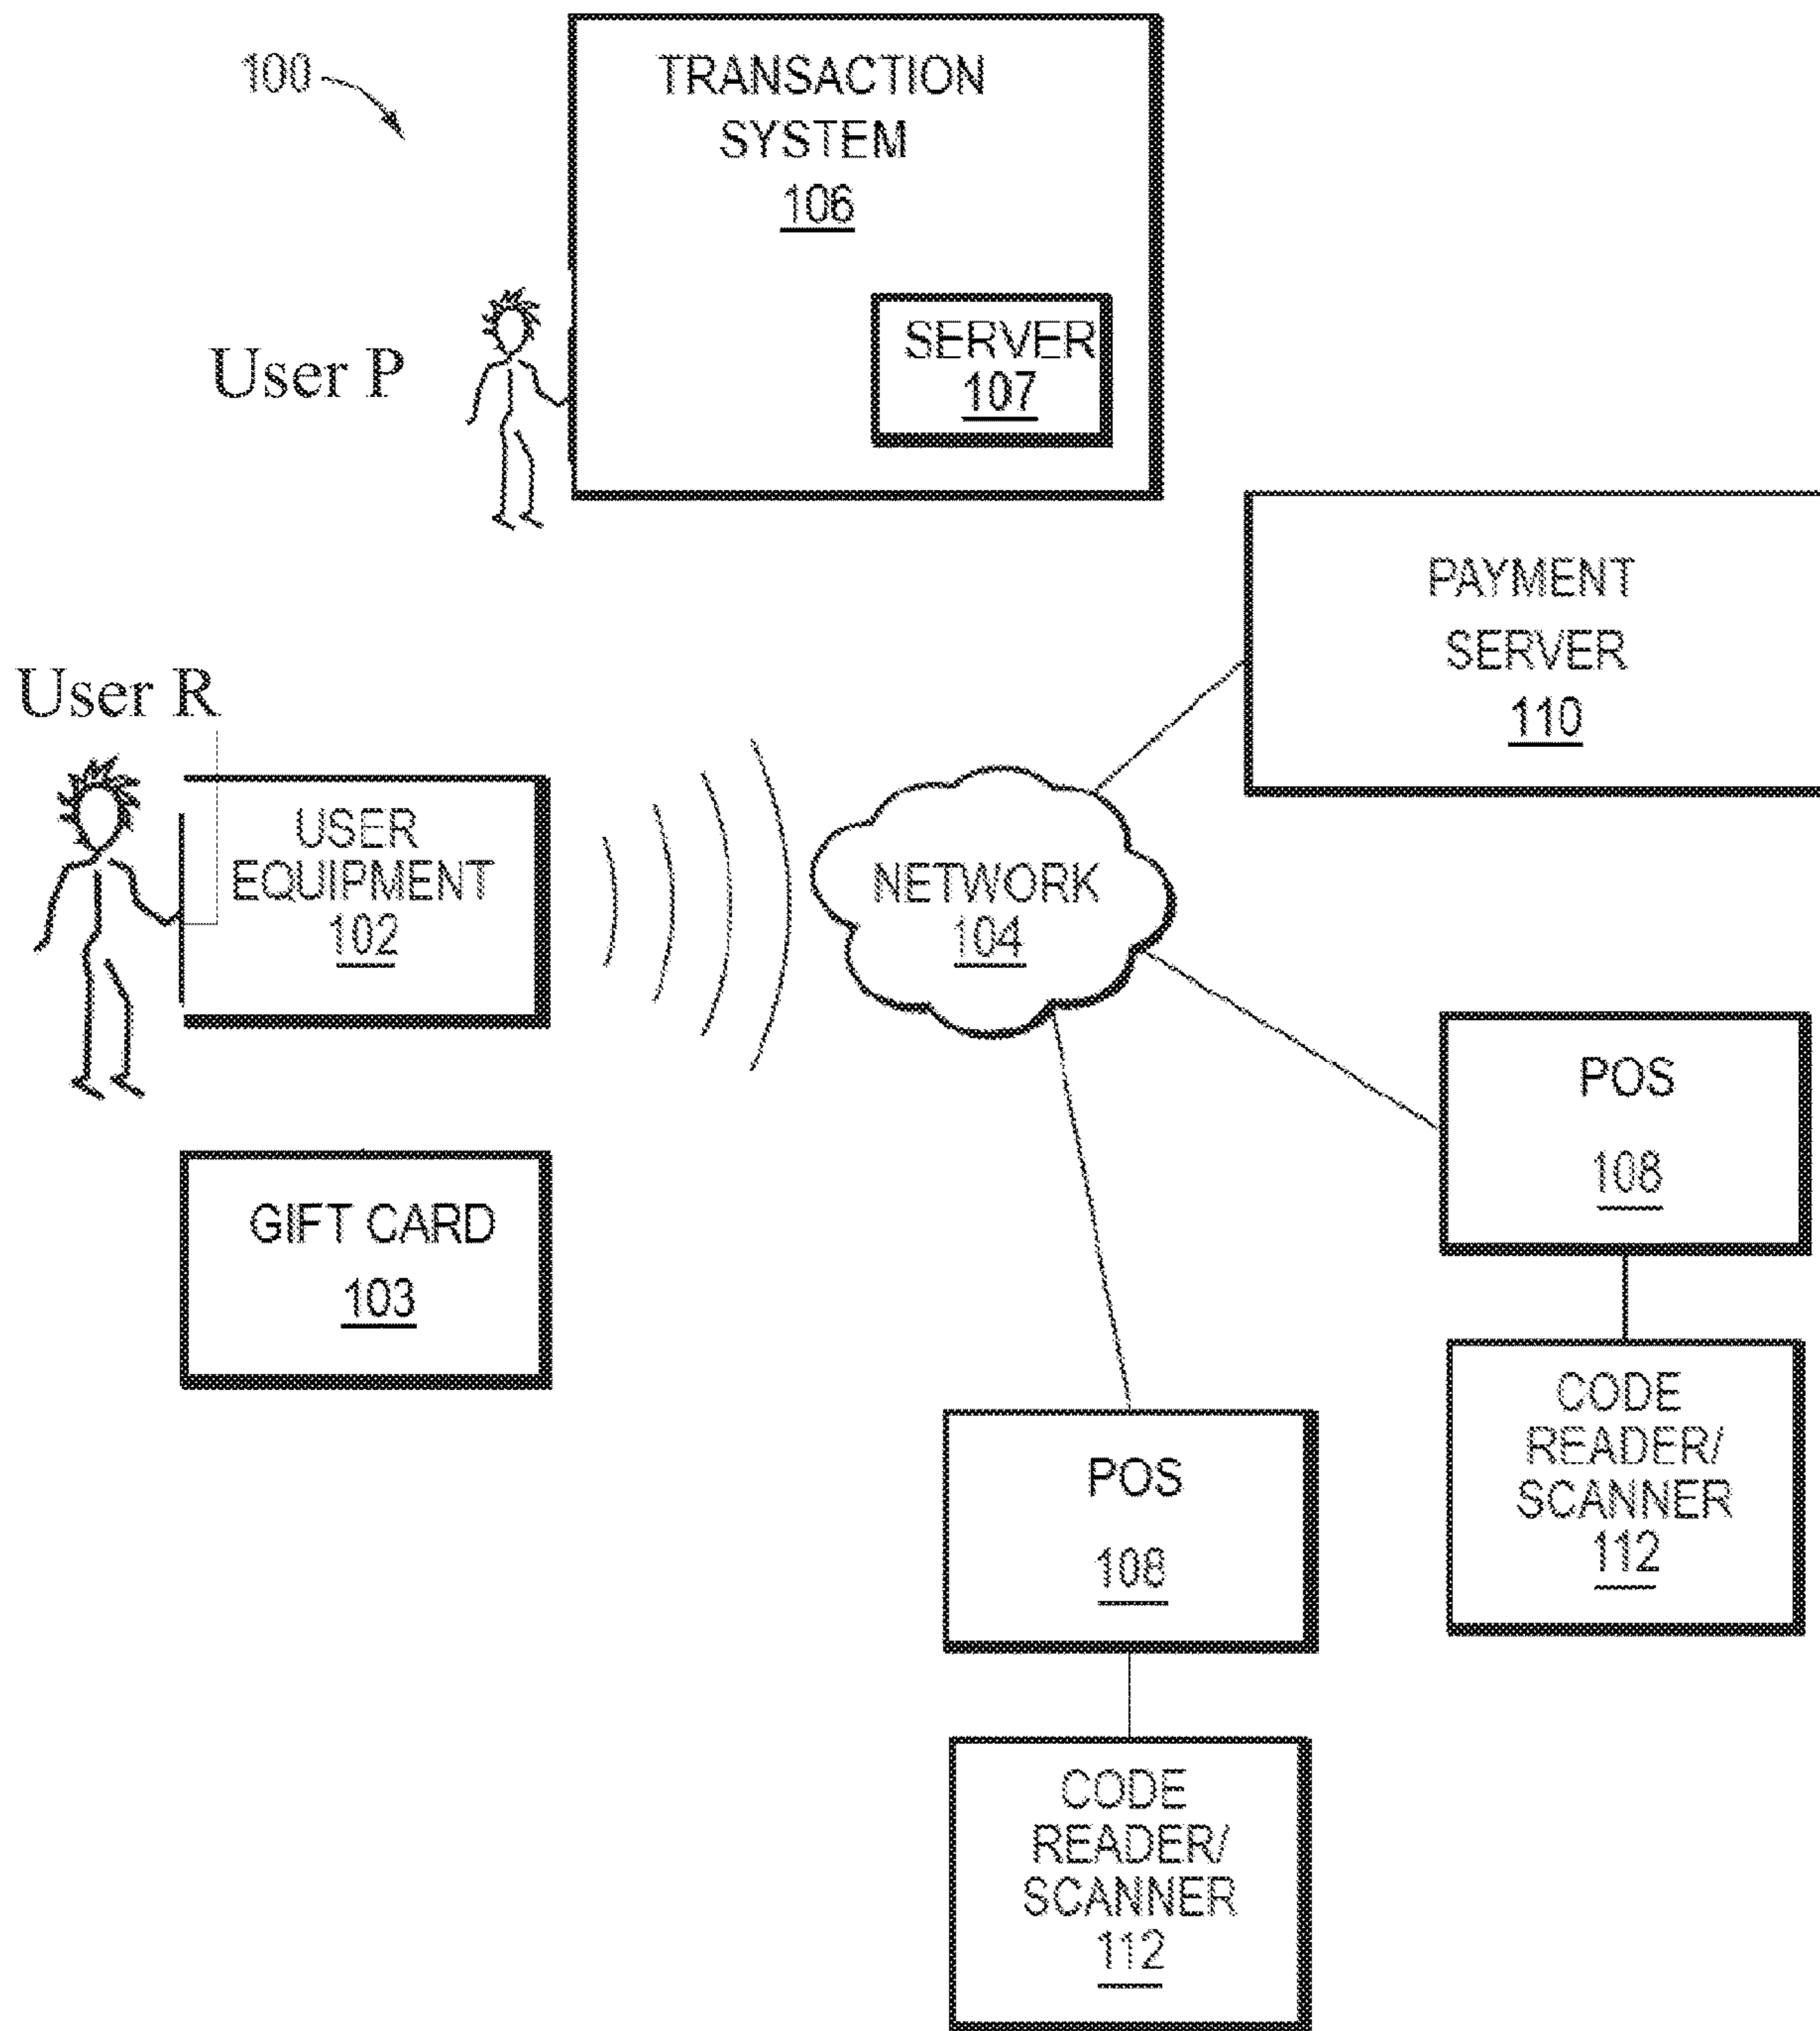 100
TRANSACTION
SYSTEM
106
SERVER
107
User P
PAYMENT
SERVER
110
User R
USER
EQUIPMENT
102
NETWORK
104
GIFT CARD
103
POS
108
CODE
READER/
SCANNER
112
POS
108
CODE
READER/
SCANNER
112